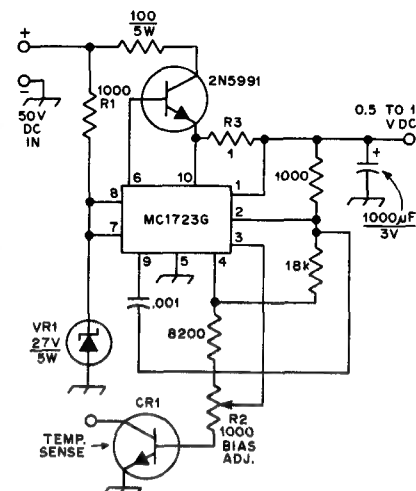 100
5W
+
2N5991
1000
R1
−
50V
DC
IN
R3
1
0.5 TO 1
V DC
6
10
1
8
MC1723G
2
1000
+
1000µF
3V
7
3
9
5
4
18k
.001
VR1
27V
5W
8200
CR1
R2
1000
BIAS
ADJ.
TEMP.
SENSE